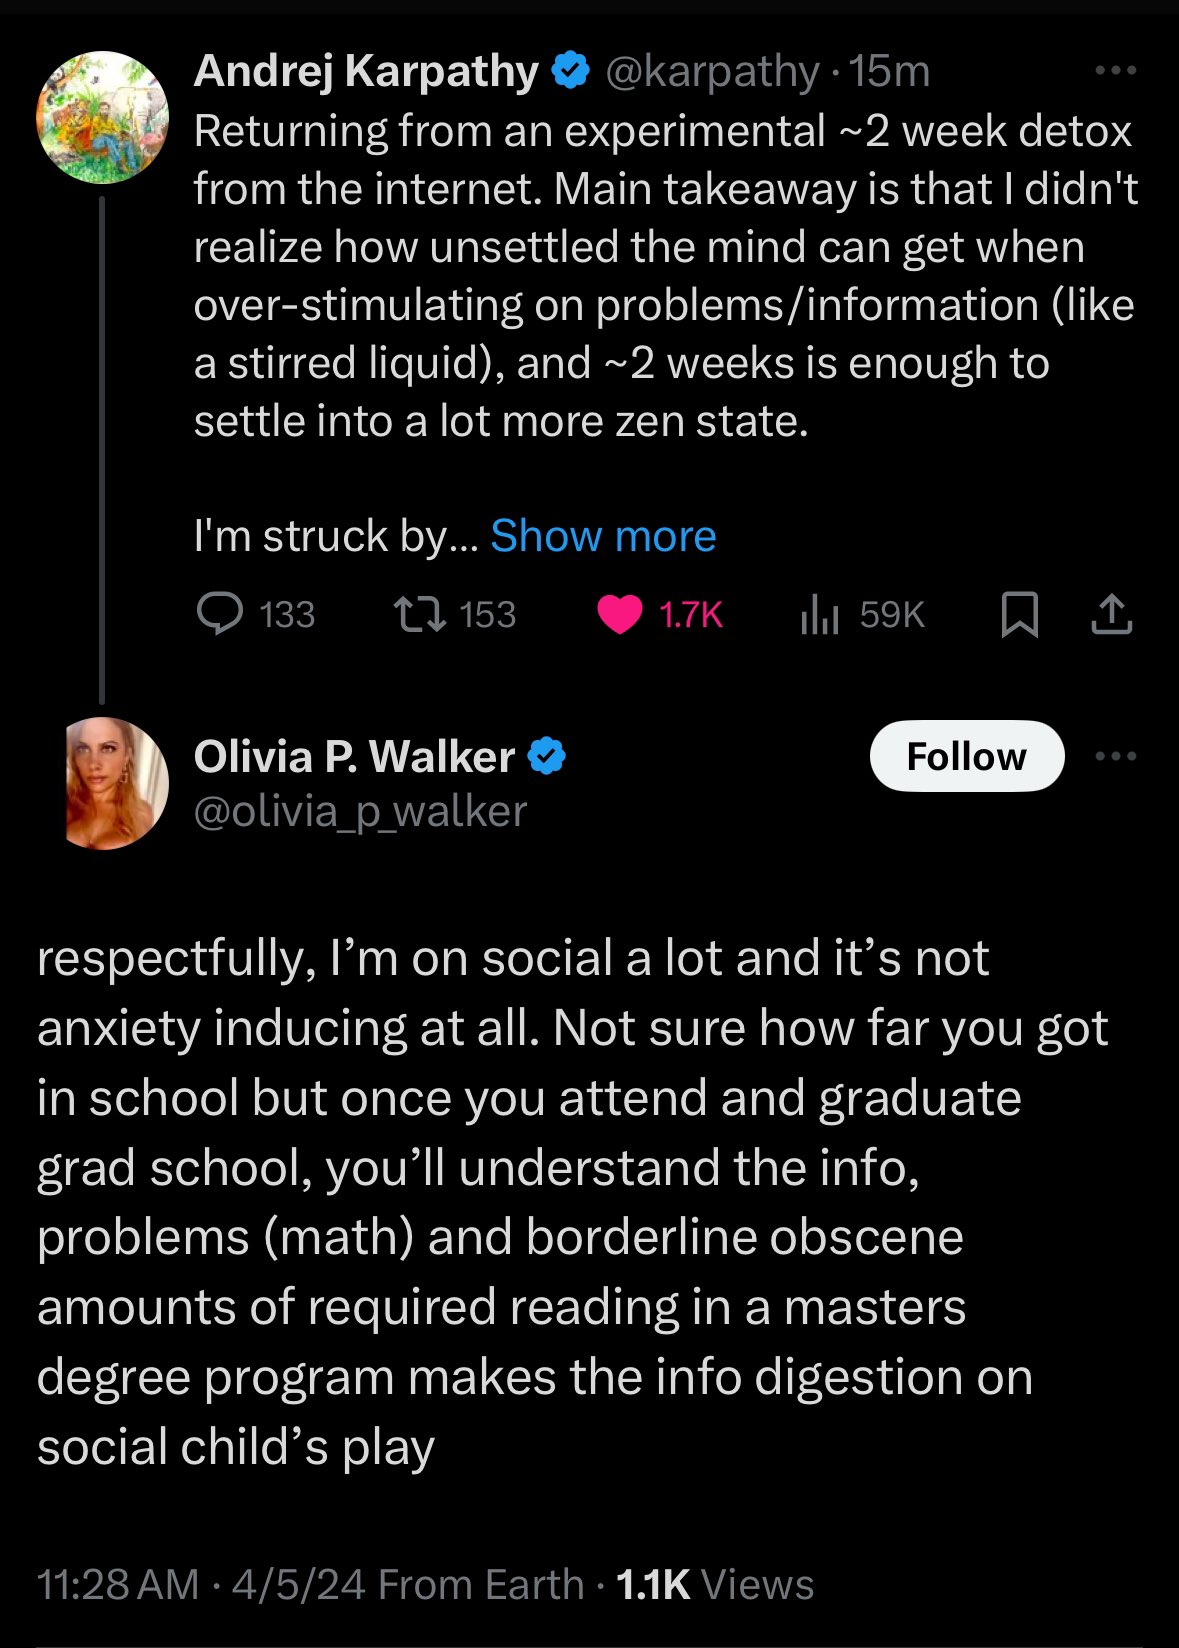 Andrej Karpathy @karpathy · 15m
Returning from an experimental ~2 week detox
from the internet. Main takeaway is that I didn't
realize how unsettled the mind can get when
over-stimulating on problems/information (like
a stirred liquid), and ~2 weeks is enough to
settle into a lot more zen state.
I'm struck by... Show more
133 153 1.7K 59K
Olivia P. Walker
Follow
@olivia_p_walker
respectfully, I’m on social a lot and it’s not
anxiety inducing at all. Not sure how far you got
in school but once you attend and graduate
grad school, you’ll understand the info,
problems (math) and borderline obscene
amounts of required reading in a masters
degree program makes the info digestion on
social child’s play
11:28 AM · 4/5/24 From Earth · 1.1K Views